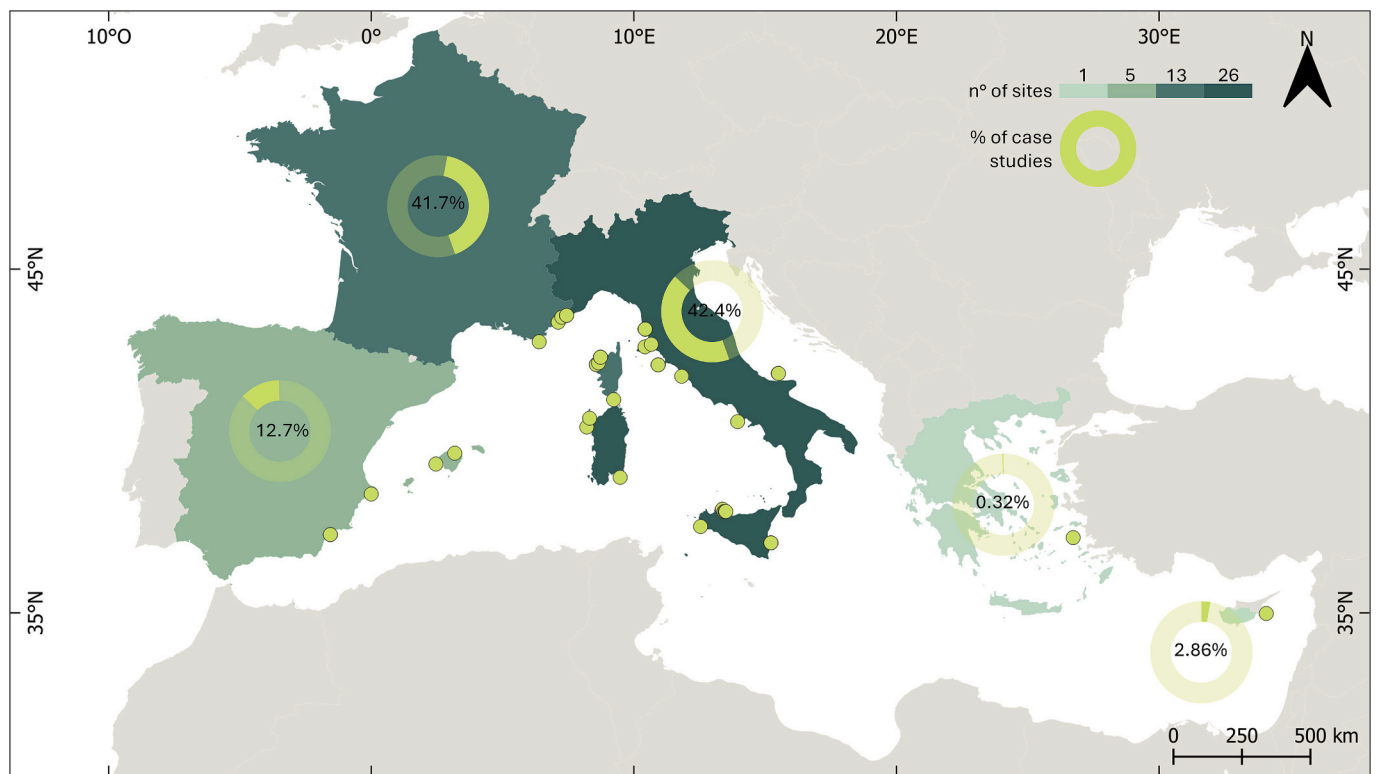 10°O 0° 10°E 20°E 30°E
N
1 5 13 26
n° of sites
% of case
studies
41.7%
45°N
45°N
42.4%
12.7%
0.32%
35°N
35°N
2.86%
0 250 500 km